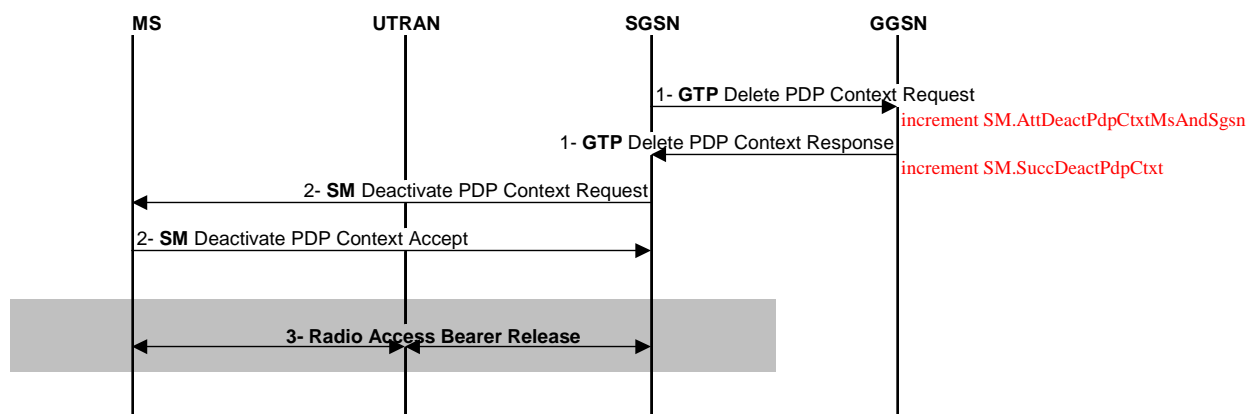 MS UTRAN SGSN GGSN
1- GTP Delete PDP Context Request
increment SM.AttDeactPdpCtxtMsAndSgsn
1- GTP Delete PDP Context Response
increment SM.SuccDeactPdpCtxt
2- SM Deactivate PDP Context Request
2- SM Deactivate PDP Context Accept
3- Radio Access Bearer Release